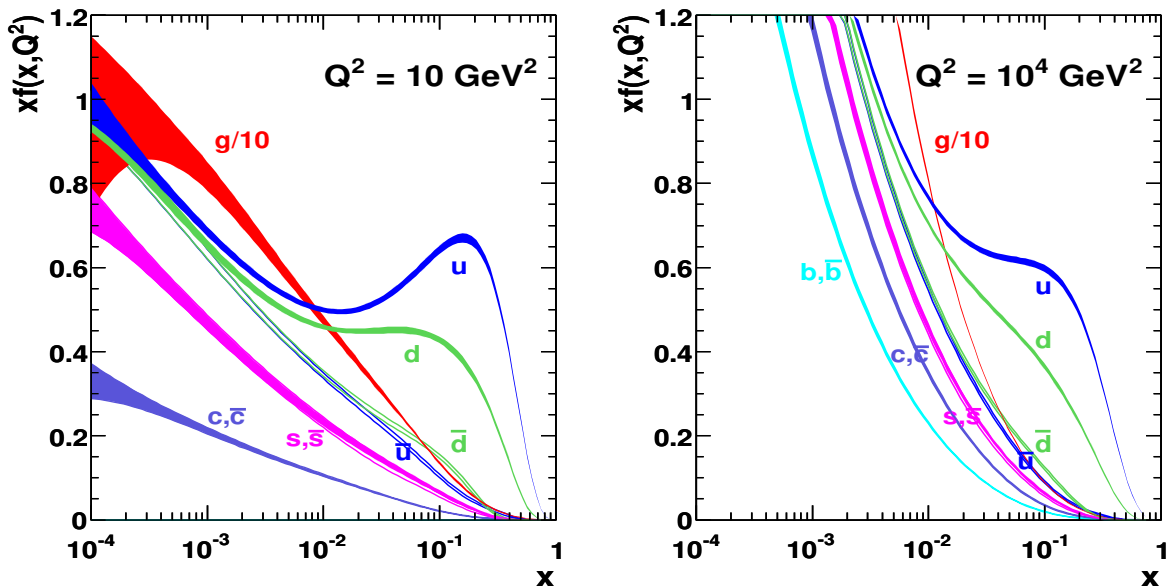 xf(x,Q²)
1.2
1
0.8
0.6
0.4
0.2
0
Q² = 10 GeV²
g/10
u
d
c,c̅
s,s̅
u̅
d̅
10⁻⁴
10⁻³
10⁻²
10⁻¹
1
x
xf(x,Q²)
1.2
1
0.8
0.6
0.4
0.2
0
Q² = 10⁴ GeV²
g/10
b,b̅
u
d
c,c̅
s,s̅
d̅
u̅
10⁻⁴
10⁻³
10⁻²
10⁻¹
1
x